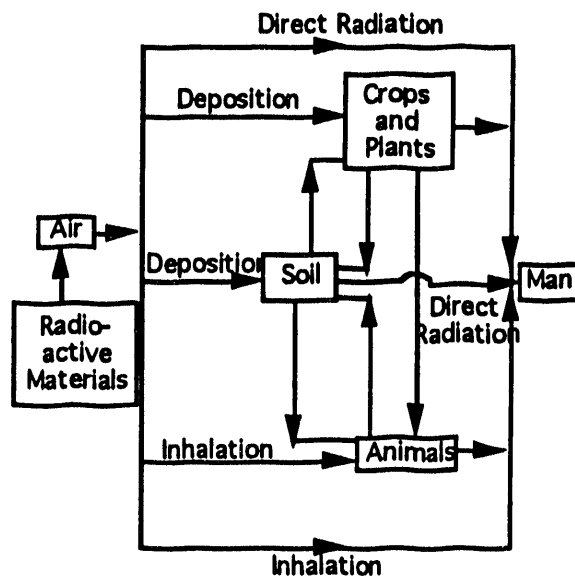 Direct Radiation
Deposition
Crops
and
Plants
Air
Deposition
Soil
Man
Direct
Radiation
Radio-
active
Materials
Inhalation
Animals
Inhalation